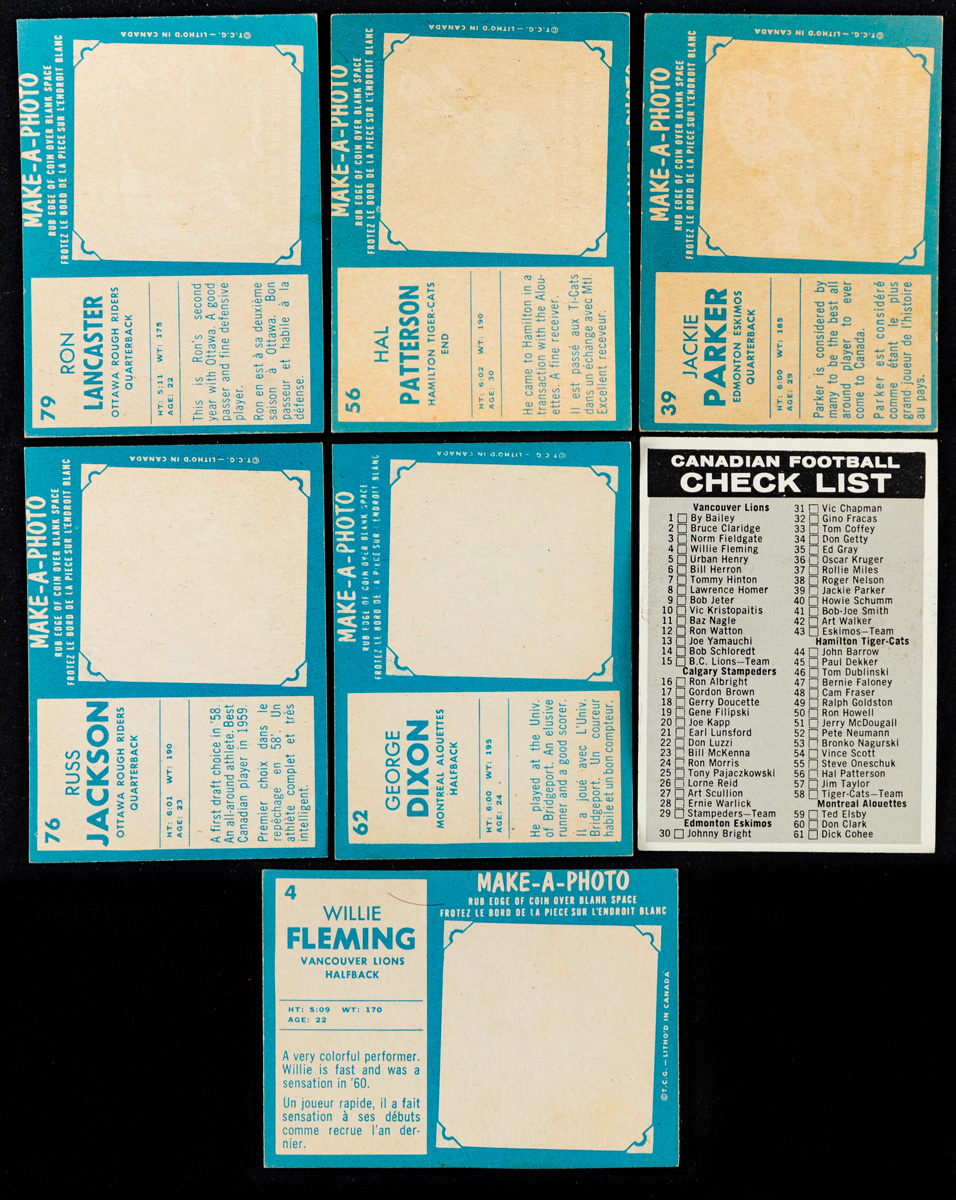 79
RON
LANCASTER
OTTAWA ROUGH RIDERS
QUARTERBACK
HT: 5:11 WT: 175
AGE: 22
This is Ron's second
year with Ottawa. A good
passer and fine defensive
player.
Ron en est à sa deuxième
saison à Ottawa. Bon
passeur et habile à la
défense.
MAKE-A-PHOTO
RUB EDGE OF COIN OVER BLANK SPACE
FROTEZ LE BORD DE LA PIECE SUR L'ENDROIT BLANC
©T.C.G.—LITHO'D IN CANADA
56
HAL
PATTERSON
HAMILTON TIGER-CATS
END
HT: 6:02 WT: 190
AGE: 30
He came to Hamilton in a
transaction with the Alou-
ettes. A fine receiver.
Il est passé aux Ti-Cats
dans un échange avec Mtl.
Excellent receveur.
MAKE-A-PHOTO
RUB EDGE OF COIN OVER BLANK SPACE
FROTEZ LE BORD DE LA PIECE SUR L'ENDROIT BLANC
©T.C.G.—LITHO'D IN CANADA
39
JACKIE
PARKER
EDMONTON ESKIMOS
QUARTERBACK
HT: 6:00 WT: 185
AGE: 29
Parker is considered by
many to be the best all
around player to ever
come to Canada.
Parker est considéré
comme étant le plus
grand joueur de l'histoire
au pays.
MAKE-A-PHOTO
RUB EDGE OF COIN OVER BLANK SPACE
FROTEZ LE BORD DE LA PIECE SUR L'ENDROIT BLANC
©T.C.G.—LITHO'D IN CANADA
76
RUSS
JACKSON
OTTAWA ROUGH RIDERS
QUARTERBACK
HT: 6:01 WT: 190
AGE: 23
A first draft choice in '58.
An all-around athlete. Best
Canadian player in 1959.
Premier choix dans le
repêchage en 58'. Un
athlète complet et très
intelligent.
MAKE-A-PHOTO
RUB EDGE OF COIN OVER BLANK SPACE
FROTEZ LE BORD DE LA PIECE SUR L'ENDROIT BLANC
©T.C.G.—LITHO'D IN CANADA
62
GEORGE
DIXON
MONTREAL ALOUETTES
HALFBACK
HT: 6:00 WT: 195
AGE: 24
He played at the Univ.
of Bridgeport. An elusive
runner and a good scorer.
Il a joué avec L'Univ.
Bridgeport. Un coureur
habile et un bon compteur.
MAKE-A-PHOTO
RUB EDGE OF COIN OVER BLANK SPACE
FROTEZ LE BORD DE LA PIECE SUR L'ENDROIT BLANC
©T.C.G.—LITHO'D IN CANADA
CANADIAN FOOTBALL
CHECK LIST
Vancouver Lions
1 By Bailey
2 Bruce Claridge
3 Norm Fieldgate
4 Willie Fleming
5 Urban Henry
6 Bill Herron
7 Tommy Hinton
8 Lawrence Homer
9 Bob Jeter
10 Vic Kristopaitis
11 Baz Nagle
12 Ron Watton
13 Joe Yamauchi
14 Bob Schloredt
15 B.C. Lions—Team
Calgary Stampeders
16 Ron Albright
17 Gordon Brown
18 Gerry Doucette
19 Gene Filipski
20 Joe Kapp
21 Earl Lunsford
22 Don Luzzi
23 Bill McKenna
24 Ron Morris
25 Tony Pajaczkowski
26 Lorne Reid
27 Art Scullion
28 Ernie Warlick
29 Stampeders—Team
Edmonton Eskimos
30 Johnny Bright
31 Vic Chapman
32 Gino Fracas
33 Tom Coffey
34 Don Getty
35 Ed Gray
36 Oscar Kruger
37 Rollie Miles
38 Roger Nelson
39 Jackie Parker
40 Howie Schumm
41 Bob-Joe Smith
42 Art Walker
43 Eskimos—Team
Hamilton Tiger-Cats
44 John Barrow
45 Paul Dekker
46 Tom Dublinski
47 Bernie Faloney
48 Cam Fraser
49 Ralph Goldston
50 Ron Howell
51 Jerry McDougall
52 Pete Neumann
53 Bronko Nagurski
54 Vince Scott
55 Steve Oneschuk
56 Hal Patterson
57 Jim Taylor
58 Tiger-Cats—Team
Montreal Alouettes
59 Ted Elsby
60 Don Clark
61 Dick Cohee
4
WILLIE
FLEMING
VANCOUVER LIONS
HALFBACK
HT: 5:09 WT: 170
AGE: 22
A very colorful performer.
Willie is fast and was a
sensation in '60.
Un joueur rapide, il a fait
sensation à ses débuts
comme recrue l'an der-
nier.
MAKE-A-PHOTO
RUB EDGE OF COIN OVER BLANK SPACE
FROTEZ LE BORD DE LA PIECE SUR L'ENDROIT BLANC
©T.C.G.—LITHO'D IN CANADA